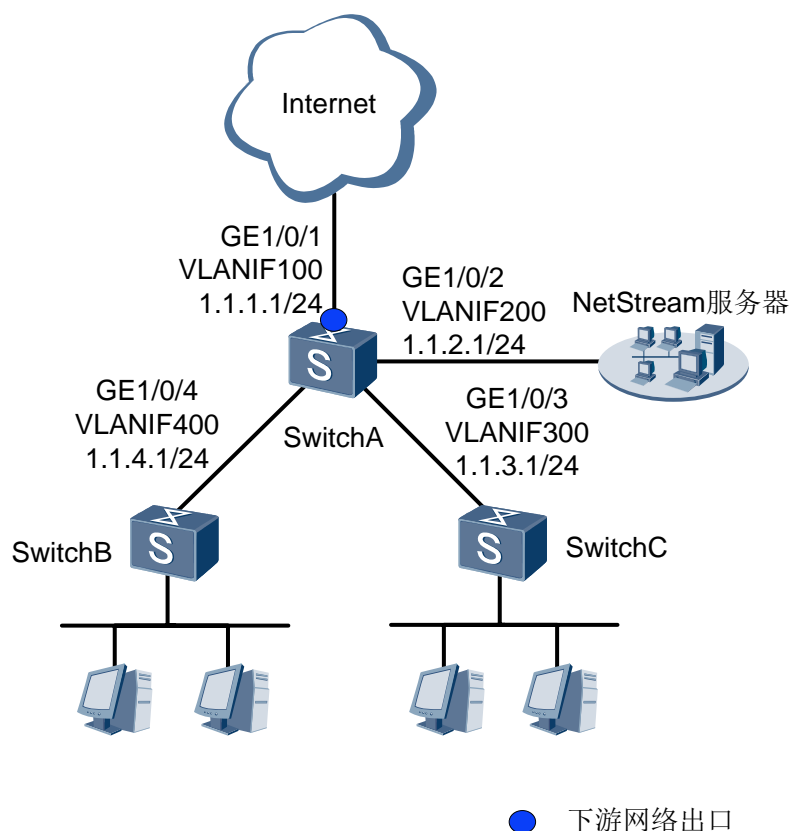 Internet
GE1/0/1
VLANIF100
1.1.1.1/24
GE1/0/2
VLANIF200
1.1.2.1/24
NetStream服务器
S
SwitchA
GE1/0/4
VLANIF400
1.1.4.1/24
GE1/0/3
VLANIF300
1.1.3.1/24
SwitchB
S
S
SwitchC
下游网络出口